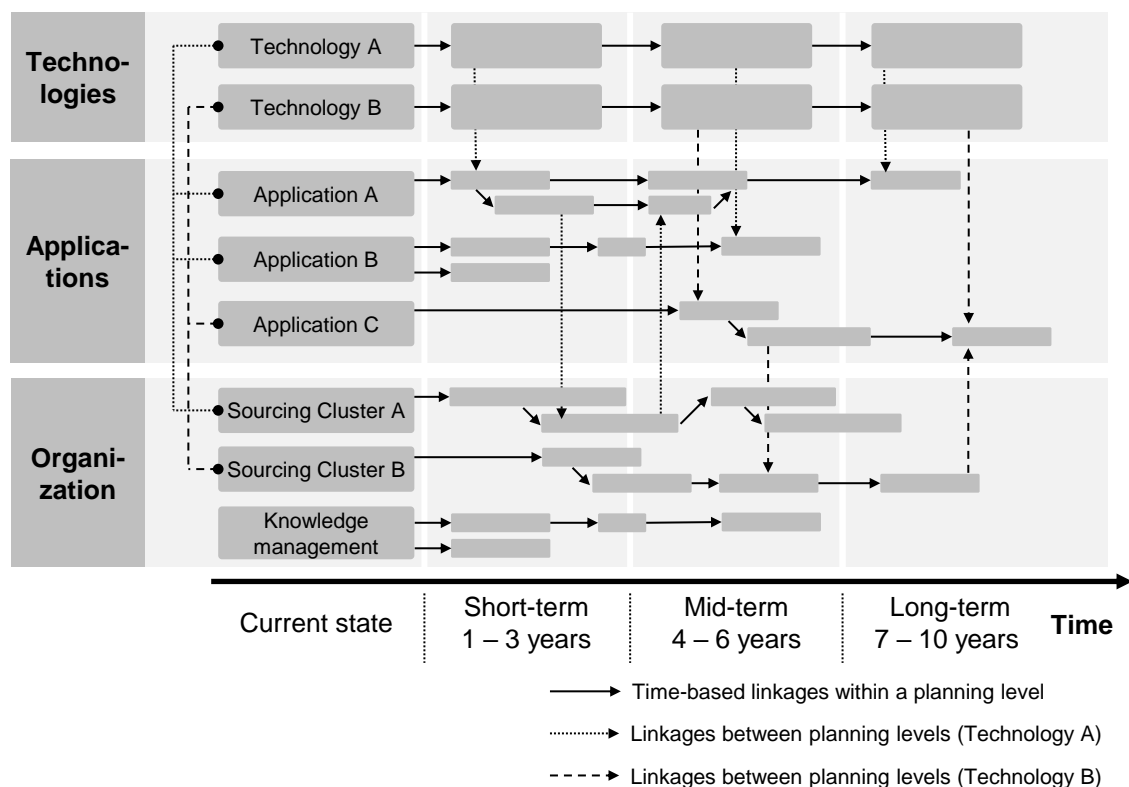 Techno-
logies
Technology A
Technology B
Applica-
tions
Application A
Application B
Application C
Organi-
zation
Sourcing Cluster A
Sourcing Cluster B
Knowledge
management
Current state
Short-term
1 – 3 years
Mid-term
4 – 6 years
Long-term
7 – 10 years
Time
Time-based linkages within a planning level
Linkages between planning levels (Technology A)
Linkages between planning levels (Technology B)